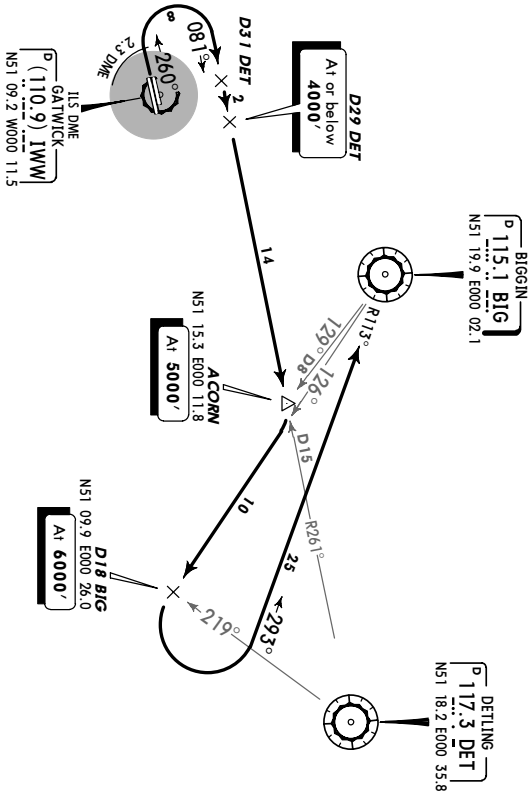 BIGGIN
D 115.1 BIG
N51 19.9 E000 02.1
DETLING
D 117.3 DET
N51 18.2 E000 35.8
D29 DET
At or below
4000'
D31 DET
8
081°
2
14
260°
2.3 DME
ILS DME
GATWICK
D (110.9) IWW
N51 09.2 W000 11.5
R113°
129° D8
126°
D15
R261°
ACORN
N51 15.3 E000 11.8
At 5000'
10
25
293°
219°
D18 BIG
N51 09.9 E000 26.0
At 6000'